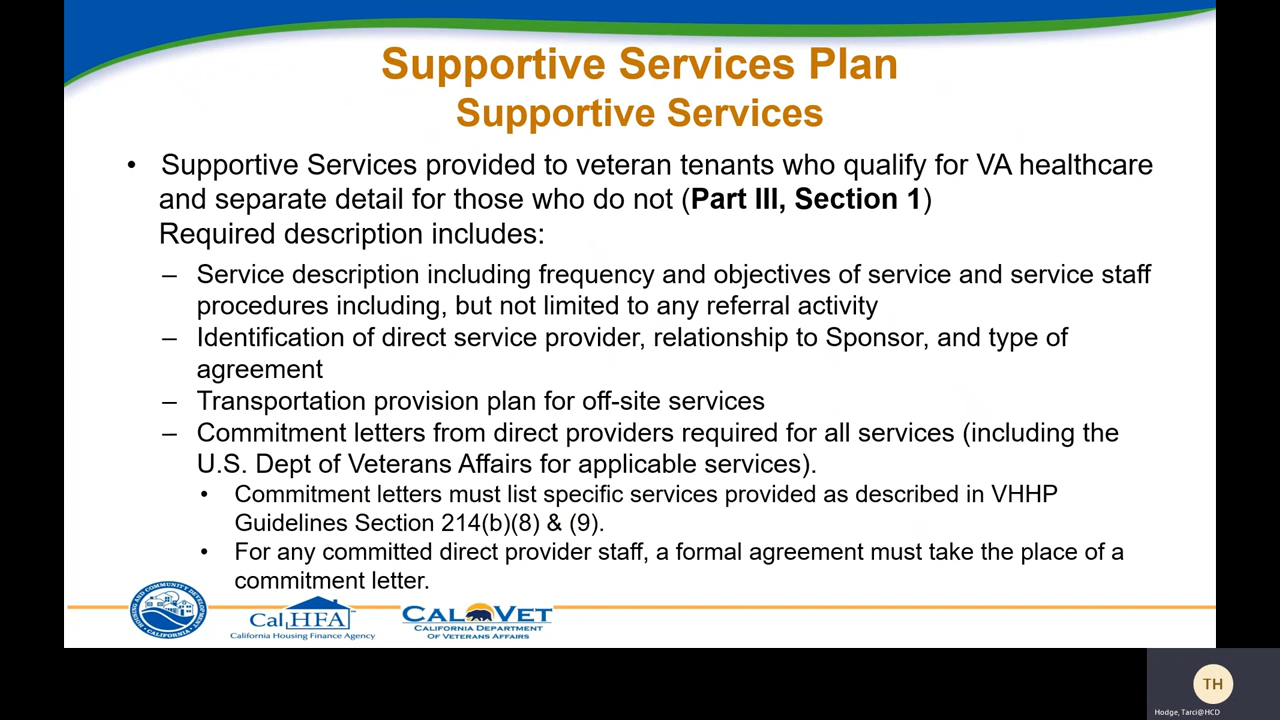 Supportive Services Plan
Supportive Services
• Supportive Services provided to veteran tenants who qualify for VA healthcare
and separate detail for those who do not (Part III, Section 1)
Required description includes:
– Service description including frequency and objectives of service and service staff
procedures including, but not limited to any referral activity
– Identification of direct service provider, relationship to Sponsor, and type of
agreement
– Transportation provision plan for off-site services
– Commitment letters from direct providers required for all services (including the
U.S. Dept of Veterans Affairs for applicable services).
• Commitment letters must list specific services provided as described in VHHP
Guidelines Section 214(b)(8) & (9).
• For any committed direct provider staff, a formal agreement must take the place of a
commitment letter.
HOUSING AND COMMUNITY DEVELOPMENT
CALIFORNIA
CalHFA
California Housing Finance Agency
CALVET
CALIFORNIA DEPARTMENT
OF VETERANS AFFAIRS
TH
Hodge, Tarci@HCD